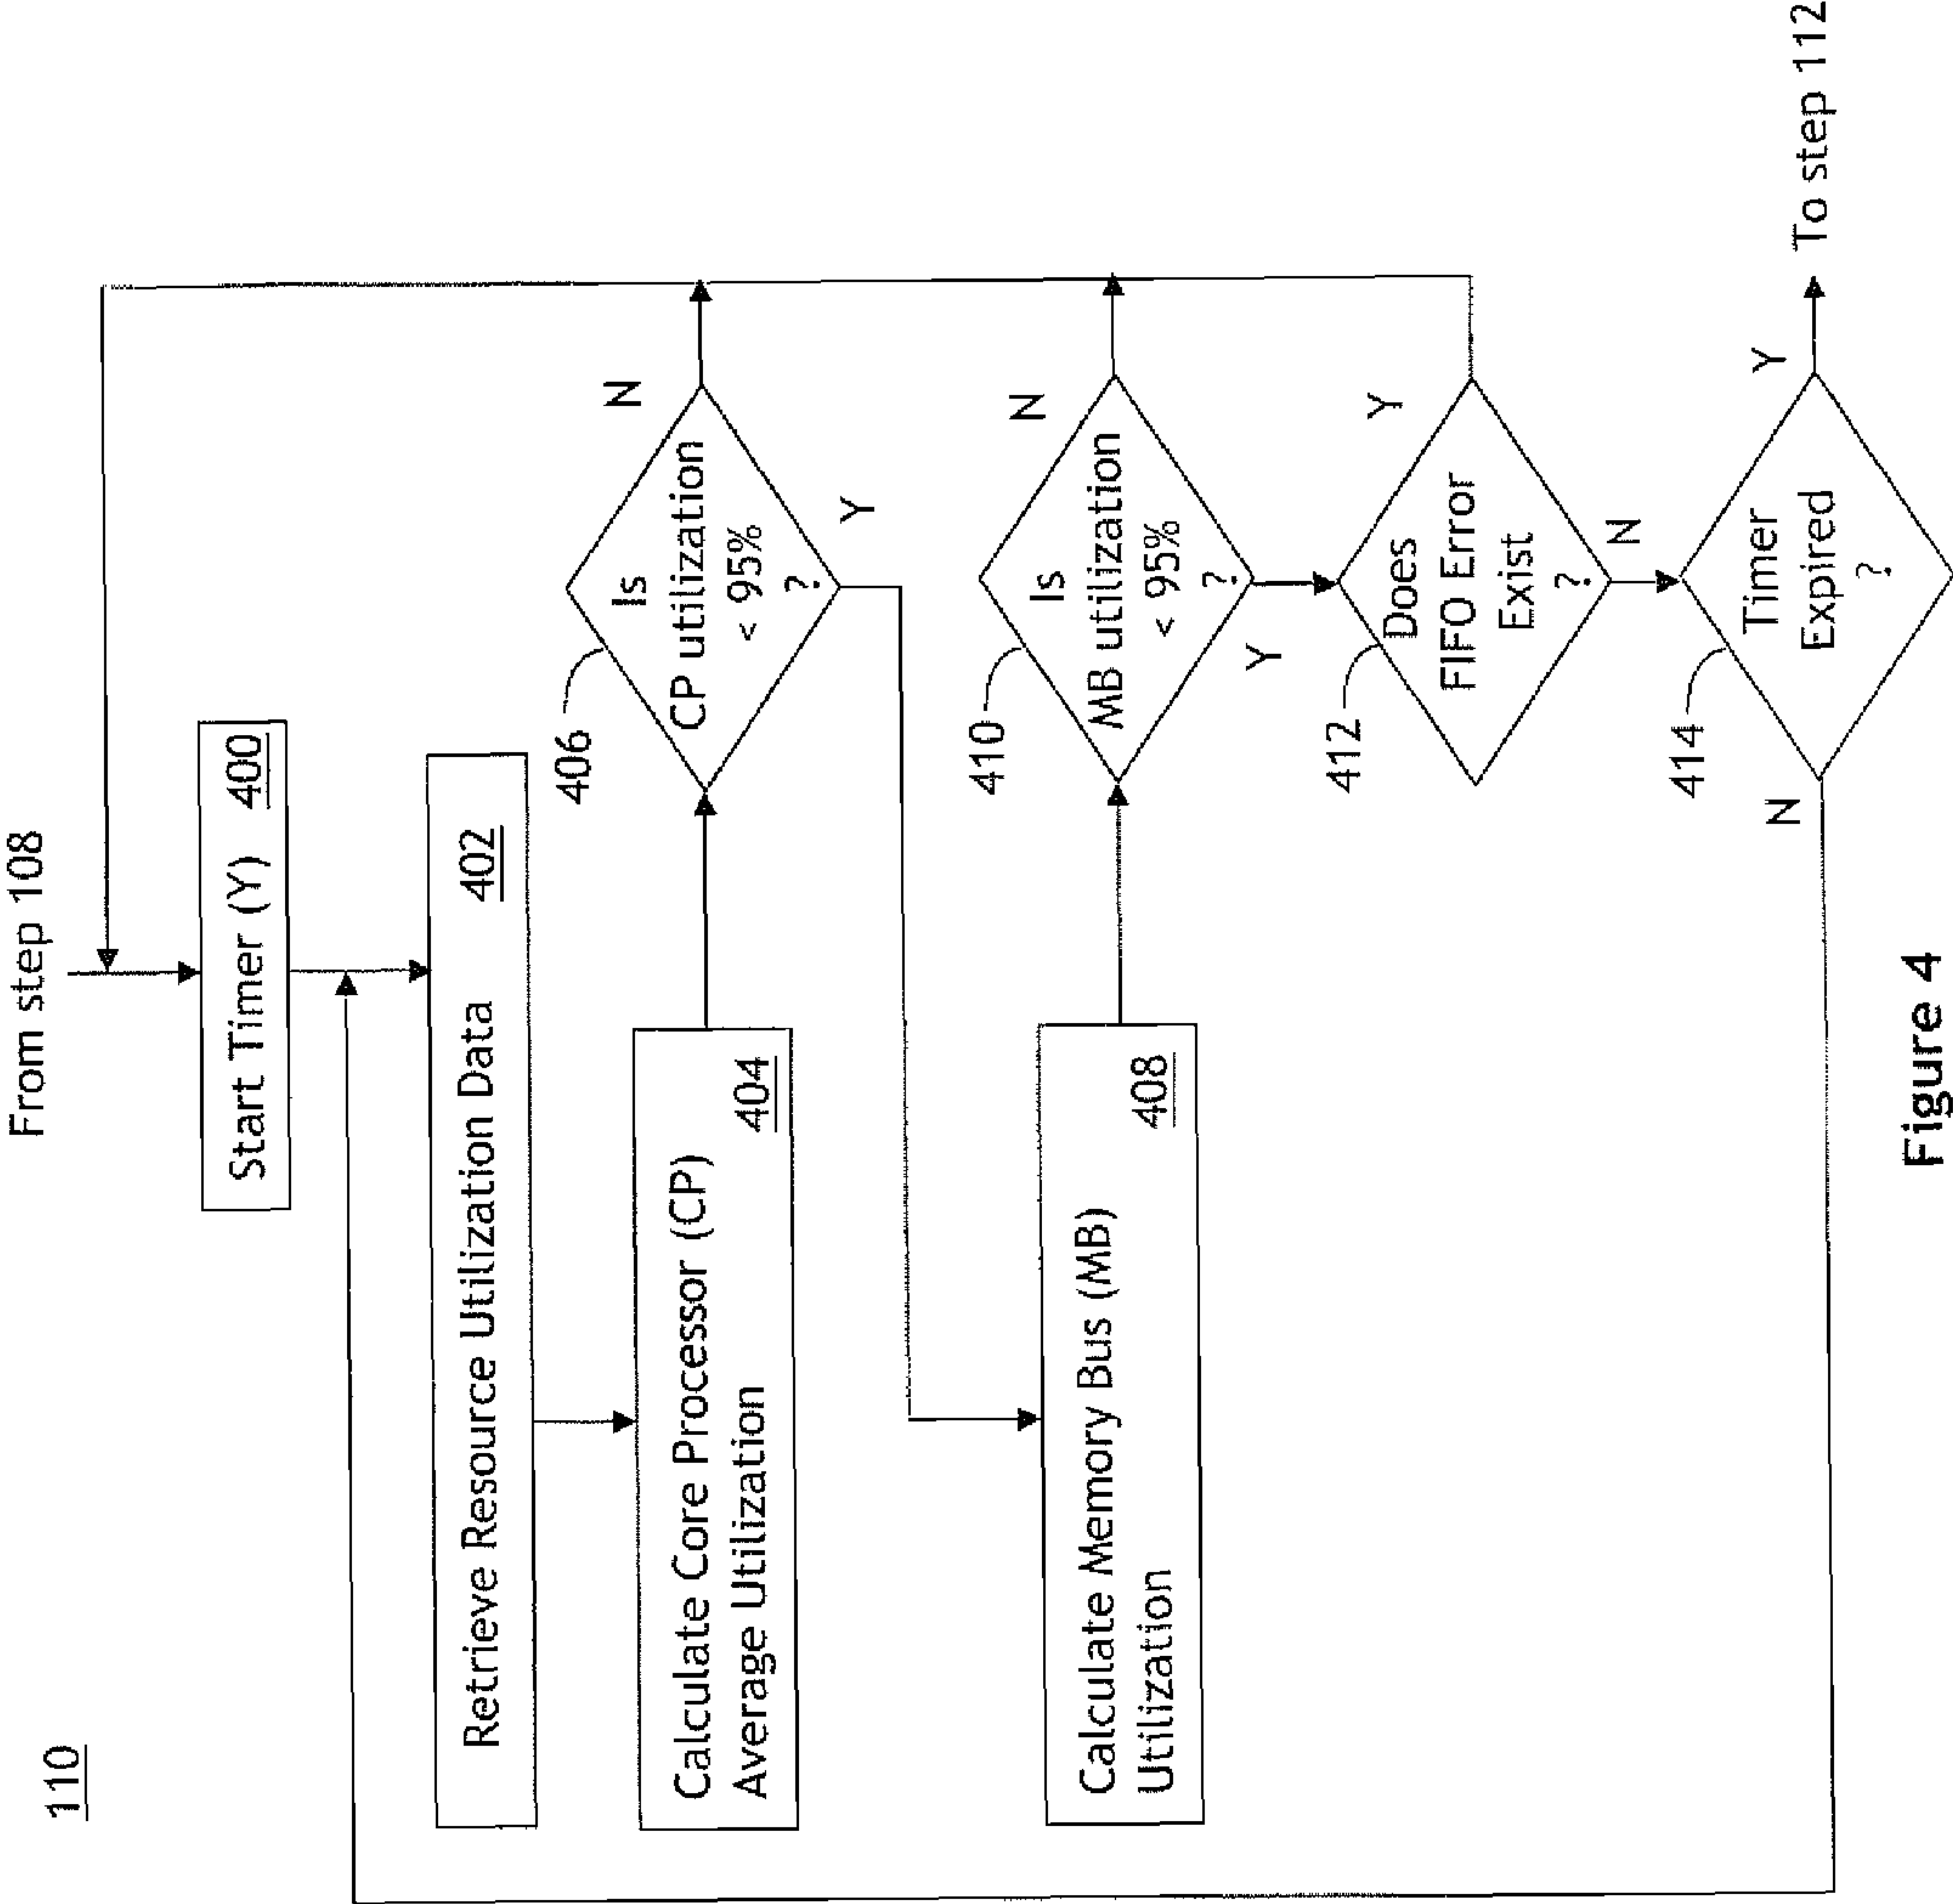 110
From step 108
Start Timer (Y) 400
Retrieve Resource Utilization Data 402
Calculate Core Processor (CP)
Average Utilization 404
406
Is
CP utilization
< 95%
?
N
Y
Calculate Memory Bus (MB)
Utilization 408
410
Is
MB utilization
< 95%
?
N
Y
412
Does
FIFO Error
Exist
?
Y
N
414
Timer
Expired
?
Y
N
To step 112
Figure 4